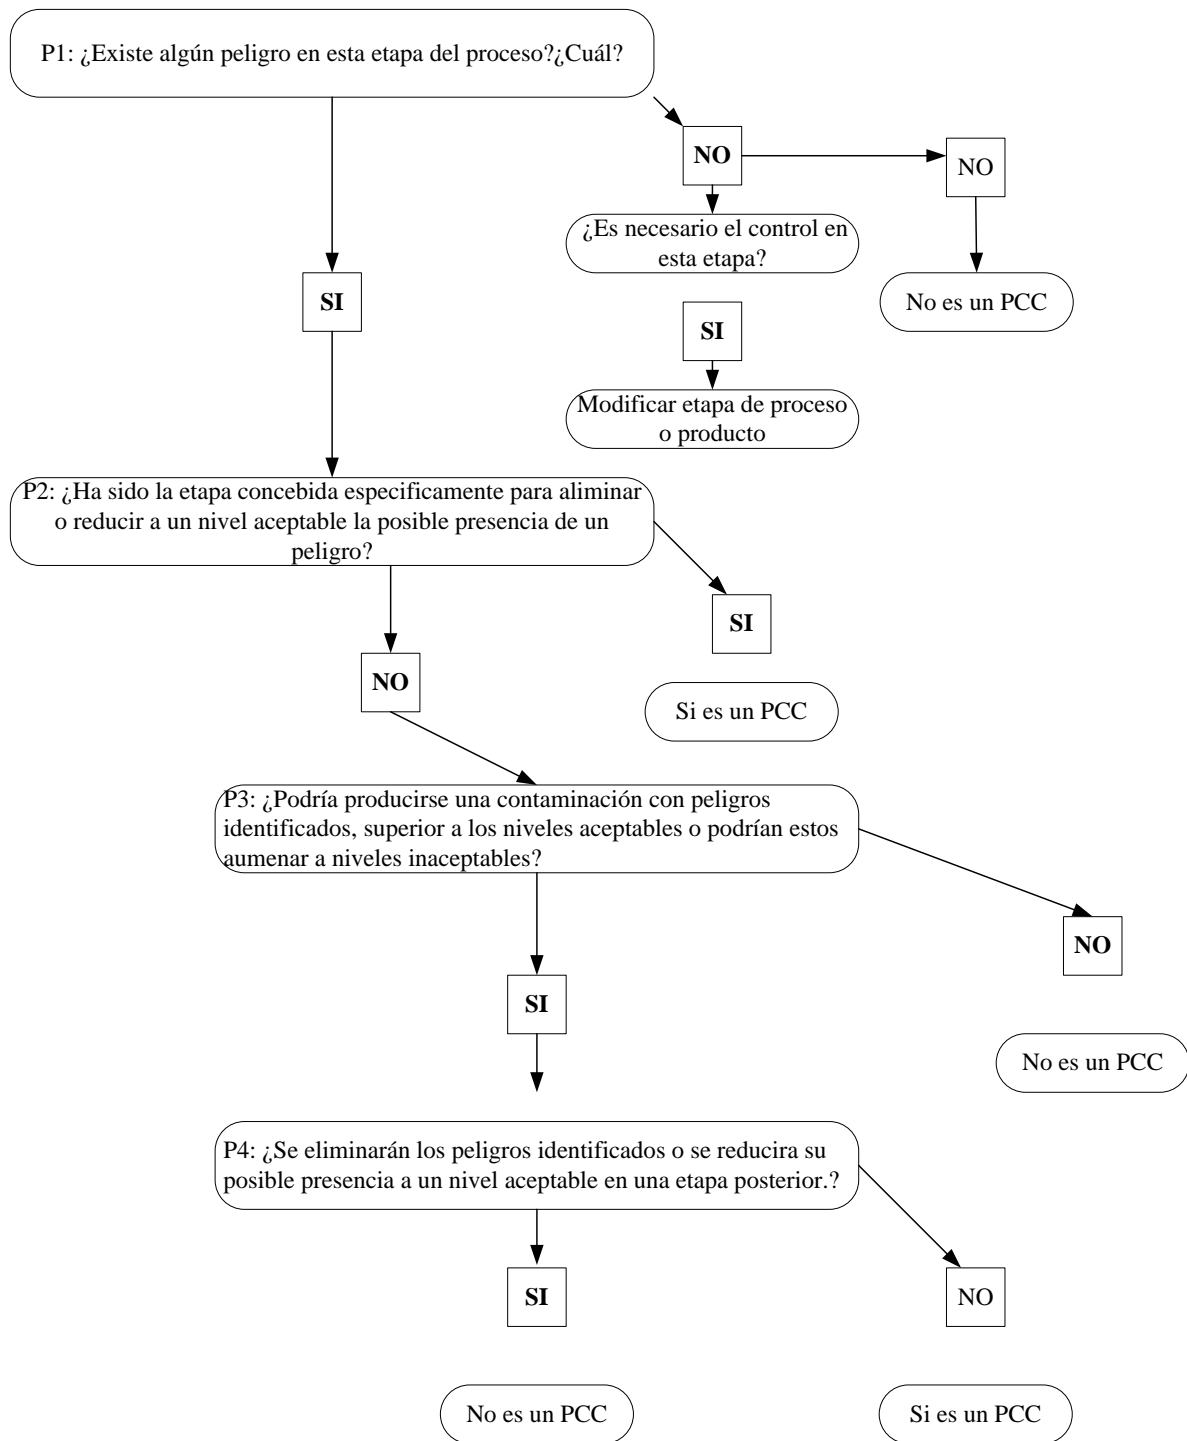 P1: ¿Existe algún peligro en esta etapa del proceso?¿Cuál?
NO
NO
¿Es necesario el control en
esta etapa?
SI
No es un PCC
SI
Modificar etapa de proceso
o producto
P2: ¿Ha sido la etapa concebida especificamente para aliminar
o reducir a un nivel aceptable la posible presencia de un
peligro?
SI
NO
Si es un PCC
P3: ¿Podría producirse una contaminación con peligros
identificados, superior a los niveles aceptables o podrían estos
aumenar a niveles inaceptables?
NO
SI
No es un PCC
P4: ¿Se eliminarán los peligros identificados o se reducira su
posible presencia a un nivel aceptable en una etapa posterior.?
SI
NO
No es un PCC
Si es un PCC